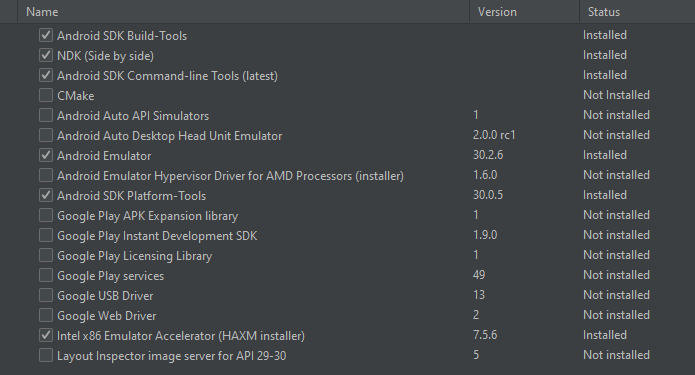 Name Version Status
Android SDK Build-Tools Installed
NDK (Side by side) Installed
Android SDK Command-line Tools (latest) Installed
CMake Not Installed
Android Auto API Simulators 1 Not installed
Android Auto Desktop Head Unit Emulator 2.0.0 rc1 Not installed
Android Emulator 30.2.6 Installed
Android Emulator Hypervisor Driver for AMD Processors (installer) 1.6.0 Not installed
Android SDK Platform-Tools 30.0.5 Installed
Google Play APK Expansion library 1 Not installed
Google Play Instant Development SDK 1.9.0 Not installed
Google Play Licensing Library 1 Not installed
Google Play services 49 Not installed
Google USB Driver 13 Not installed
Google Web Driver 2 Not installed
Intel x86 Emulator Accelerator (HAXM installer) 7.5.6 Installed
Layout Inspector image server for API 29-30 5 Not installed